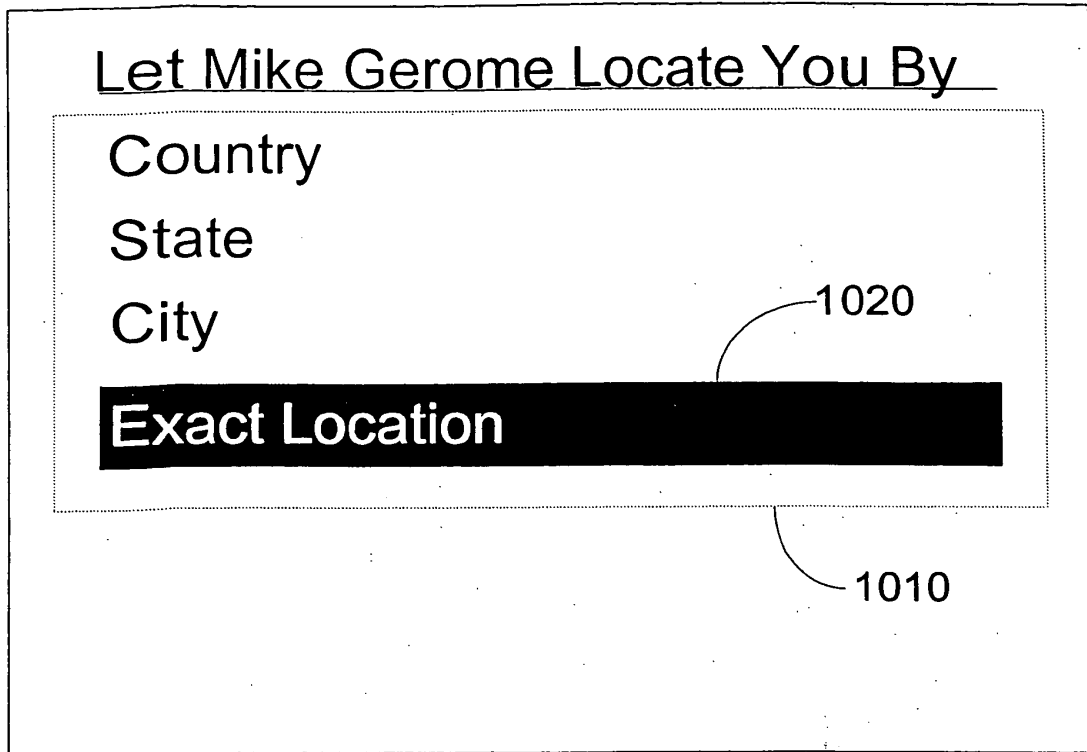 Let Mike Gerome Locate You By
Country
State
City
1020
Exact Location
1010